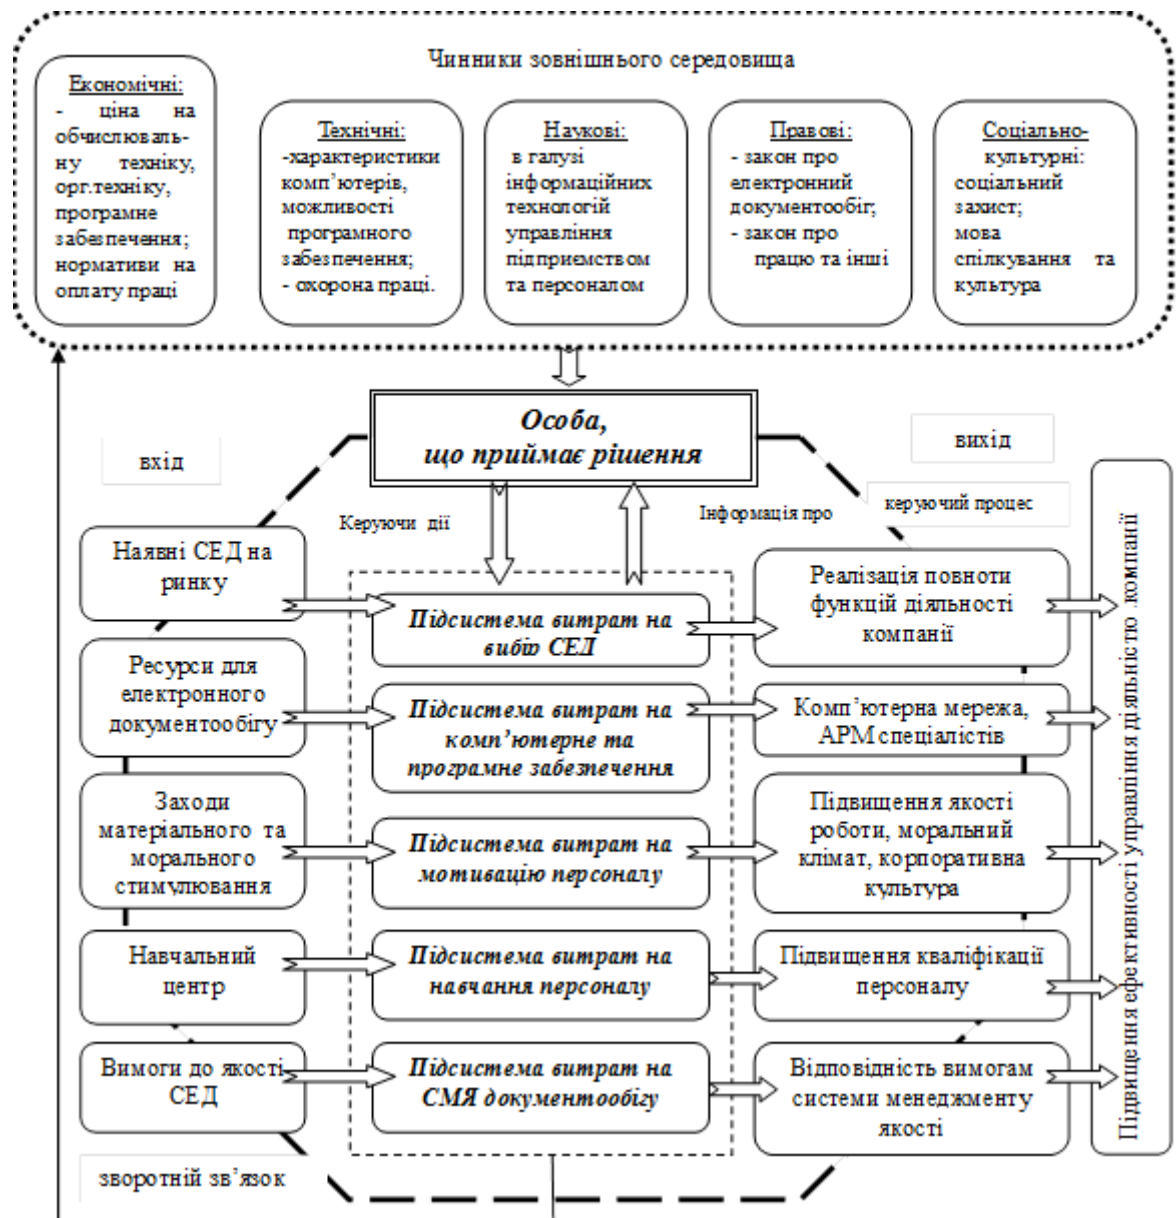 Чинники зовнішнього середовища
Економічні:
- ціна на
обчислюваль-
ну техніку,
орг.техніку,
програмне
забезпечення;
нормативи на
оплату праці
Технічні:
-характеристики
комп’ютерів,
можливості
програмного
забезпечення;
- охорона праці.
Наукові:
в галузі
інформаційних
технологій
управління
підприємством
та персоналом
Правові:
- закон про
електронний
документообіг;
- закон про
працю та інші
Соціально-
культурні:
соціальний
захист;
мова
спілкування та
культура
Особа,
що приймає рішення
вхід
вихід
керуючий процес
Керуючи дії
Інформація про
Наявні СЕД на
ринку
Підсистема витрат на
вибір СЕД
Реалізація повноти
функцій діяльності
компанії
Ресурси для
електронного
документообігу
Підсистема витрат на
комп’ютерне та
програмне забезпечення
Комп’ютерна мережа,
АРМ спеціалістів
Заходи
матеріального та
морального
стимулювання
Підсистема витрат на
мотивацію персоналу
Підвищення якості
роботи, моральний
клімат, корпоративна
культура
Навчальний
центр
Підсистема витрат на
навчання персоналу
Підвищення кваліфікації
персоналу
Вимоги до якості
СЕД
Підсистема витрат на
СМЯ документообігу
Відповідність вимогам
системи менеджменту
якості
Підвищення ефективності управління діяльністю .компанії
зворотній зв’язок